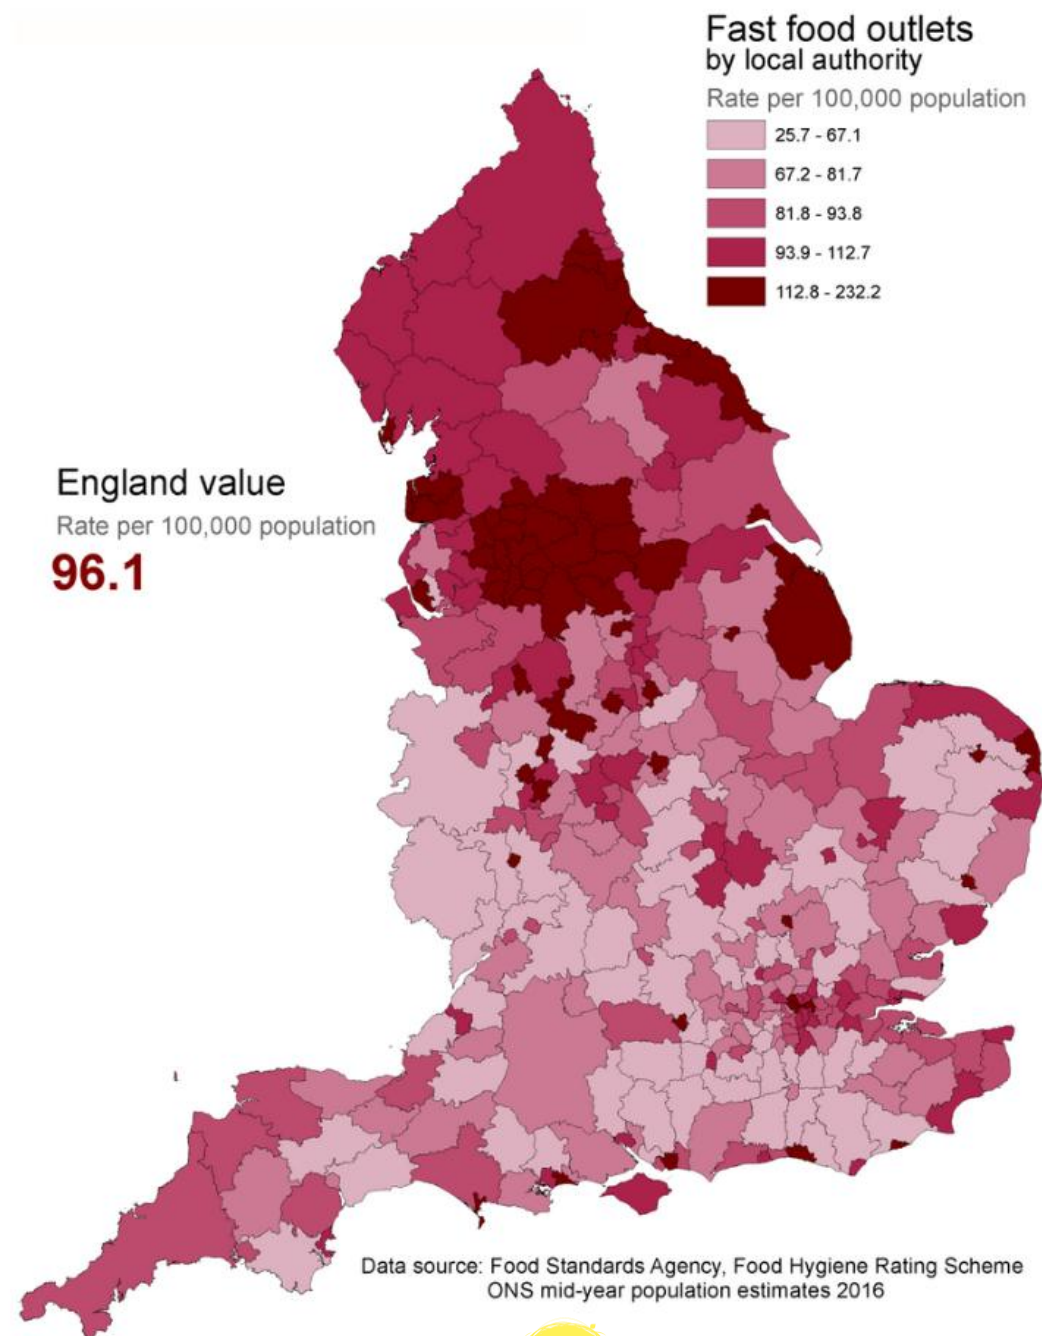 Fast food outlets
by local authority
Rate per 100,000 population
25.7 - 67.1
67.2 - 81.7
81.8 - 93.8
93.9 - 112.7
112.8 - 232.2
England value
Rate per 100,000 population
96.1
Data source: Food Standards Agency, Food Hygiene Rating Scheme
ONS mid-year population estimates 2016